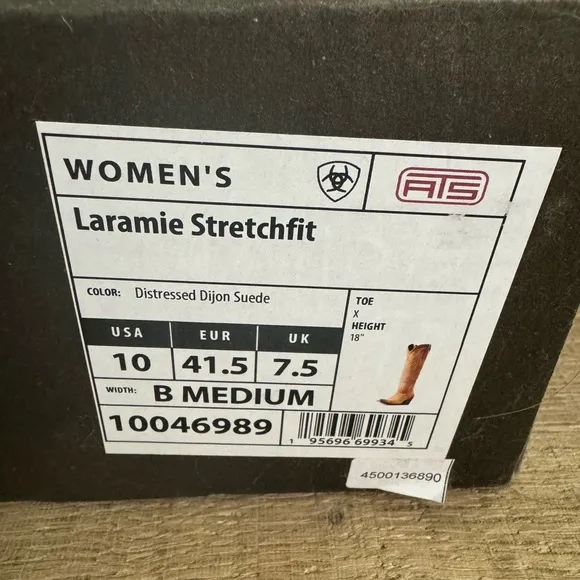 WOMEN'S
ATS
Laramie Stretchfit
COLOR: Distressed Dijon Suede
TOE
X
HEIGHT
18"
USA EUR UK
10 41.5 7.5
WIDTH: B MEDIUM
10046989
1 95696 69934 5
4500136890